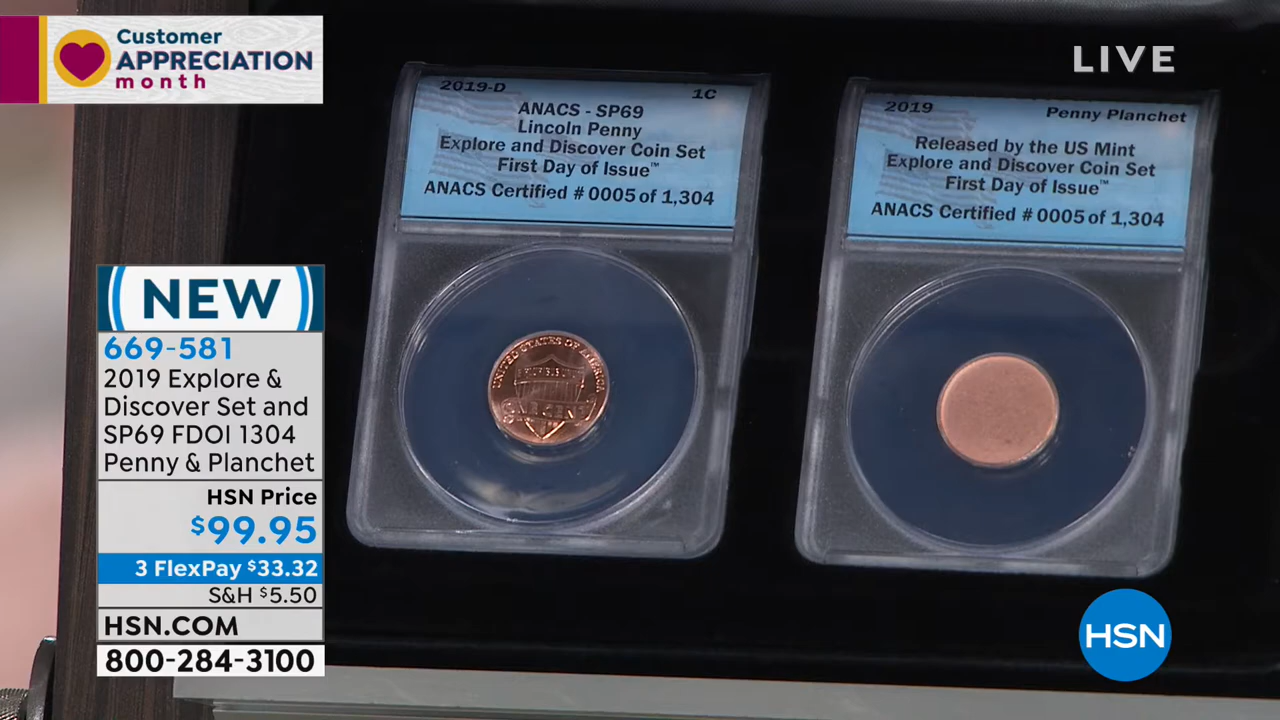 Customer
APPRECIATION
month
LIVE
2019-D 1C
ANACS - SP69
Lincoln Penny
Explore and Discover Coin Set
First Day of Issue™
ANACS Certified # 0005 of 1,304
2019 Penny Planchet
Released by the US Mint
Explore and Discover Coin Set
First Day of Issue™
ANACS Certified # 0005 of 1,304
UNITED STATES OF AMERICA
ONE CENT
NEW
669-581
2019 Explore &
Discover Set and
SP69 FDOI 1304
Penny & Planchet
HSN Price
$99.95
3 FlexPay $33.32
S&H $5.50
HSN.COM
800-284-3100
HSN